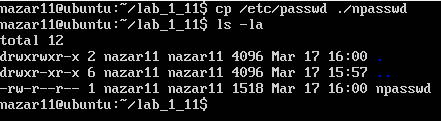 nazar11@ubuntu:~/lab_1_11$ cp /etc/passwd ./npasswd
nazar11@ubuntu:~/lab_1_11$ ls -la
total 12
drwxrwxr-x 2 nazar11 nazar11 4096 Mar 17 16:00 .
drwxr-xr-x 6 nazar11 nazar11 4096 Mar 17 15:57 ..
-rw-r--r-- 1 nazar11 nazar11 1518 Mar 17 16:00 npasswd
nazar11@ubuntu:~/lab_1_11$